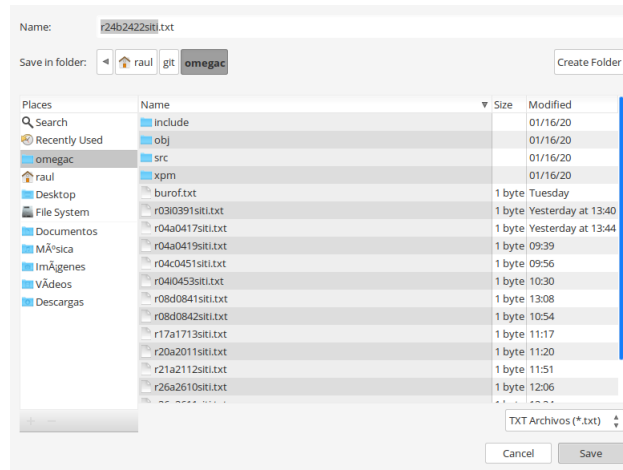 Name: r24b2422siti.txt
Save in folder: raul git omegac Create Folder
Places Name Size Modified
Search include 01/16/20
Recently Used obj 01/16/20
omegac src 01/16/20
raul xpm 01/16/20
Desktop burof.txt 1 byte Tuesday
File System r03i0391siti.txt 1 byte Yesterday at 13:40
Documentos r04a0417siti.txt 1 byte Yesterday at 13:44
MÃºsica r04a0419siti.txt 1 byte 09:39
ImÃ¡genes r04c0451siti.txt 1 byte 09:56
VÃ­deos r04i0453siti.txt 1 byte 10:30
Descargas r08d0841siti.txt 1 byte 13:08
r08d0842siti.txt 1 byte 10:54
r17a1713siti.txt 1 byte 11:17
r20a2011siti.txt 1 byte 11:20
r21a2112siti.txt 1 byte 11:51
r26a2610siti.txt 1 byte 12:06
TXT Archivos (*.txt)
Cancel Save